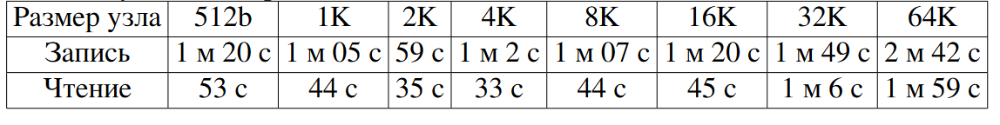 Размер узла 512b 1K 2K 4K 8K 16K 32K 64K
Запись 1 м 20 с 1 м 05 с 59 с 1 м 2 с 1 м 07 с 1 м 20 с 1 м 49 с 2 м 42 с
Чтение 53 с 44 с 35 с 33 с 44 с 45 с 1 м 6 с 1 м 59 с